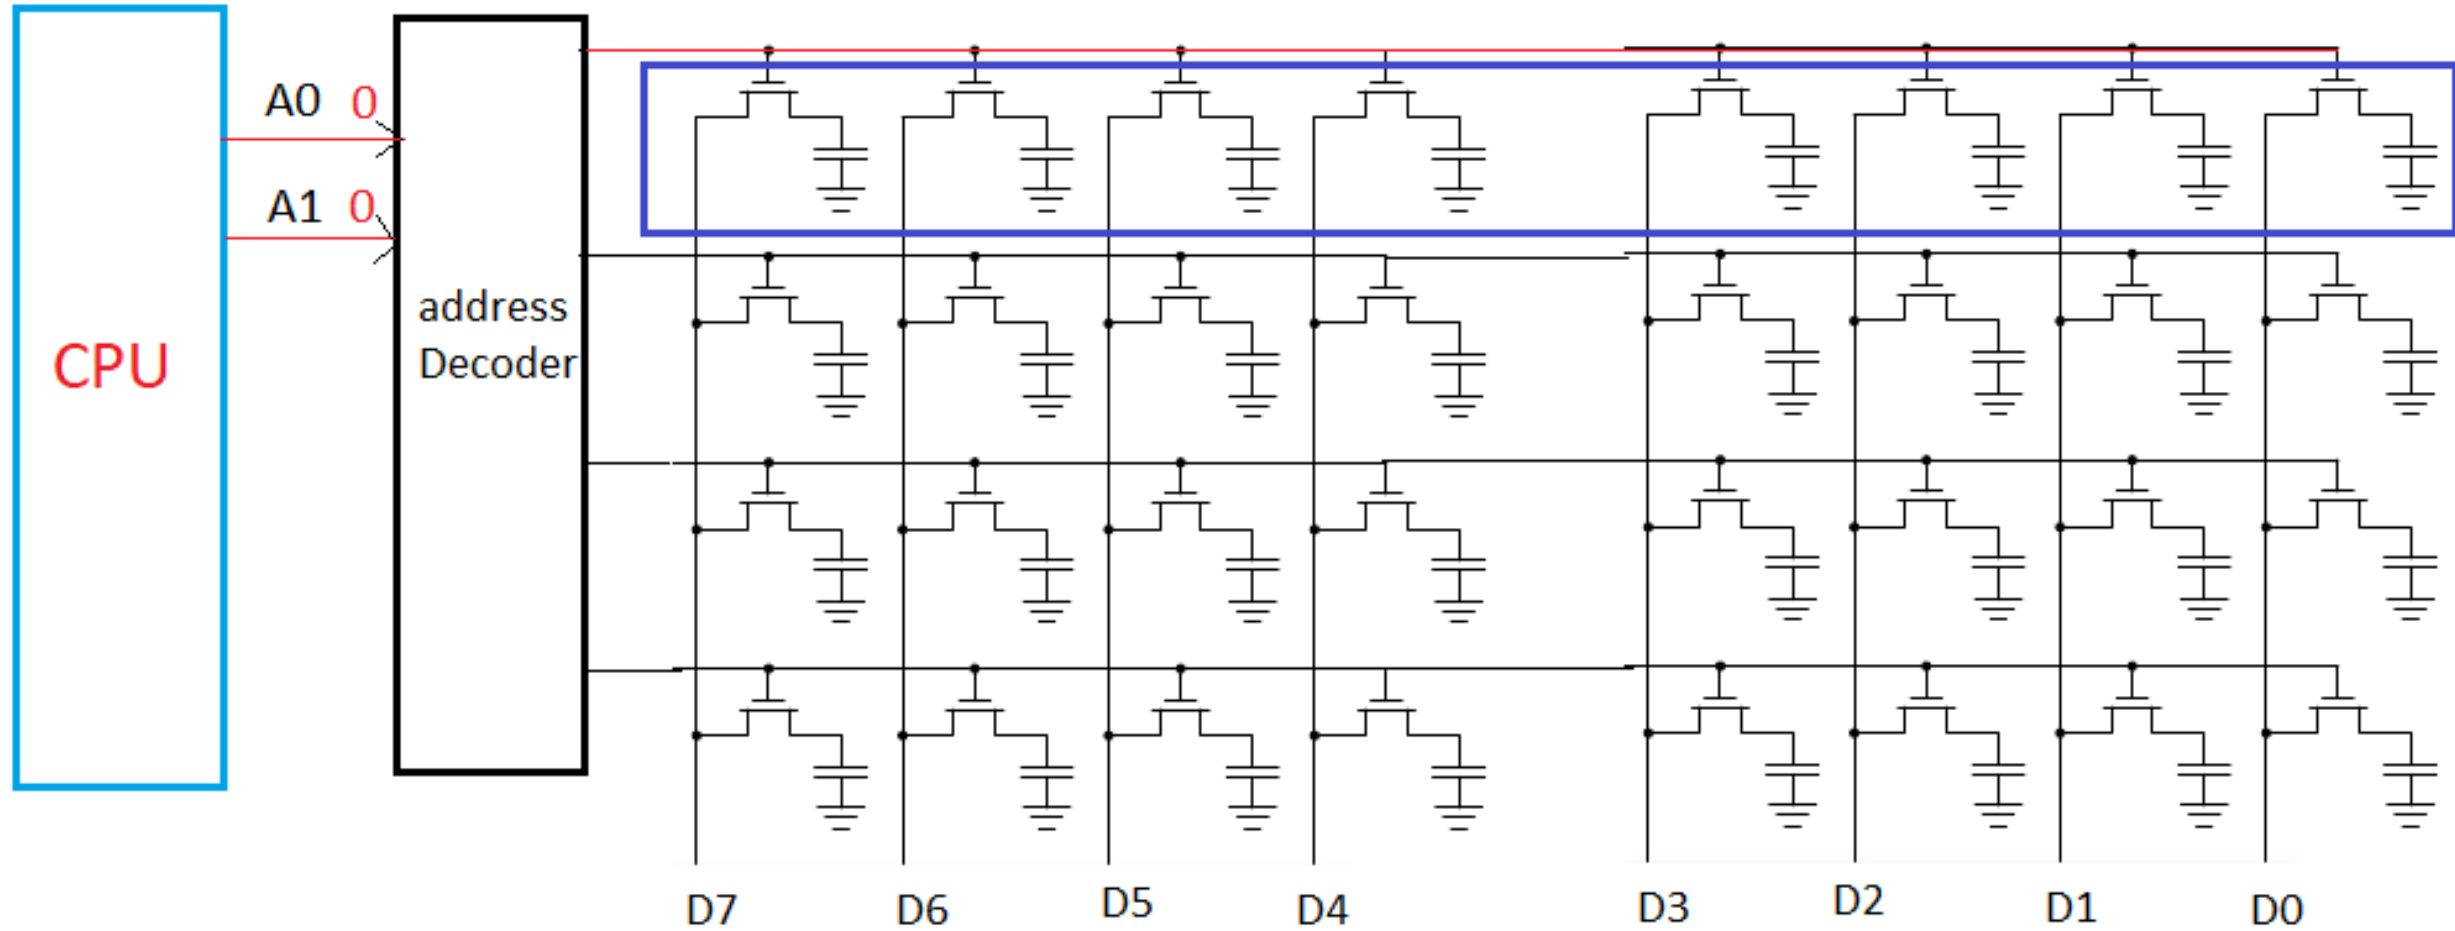 A0 0
A1 0
CPU
address
Decoder
D7 D6 D5 D4 D3 D2 D1 D0